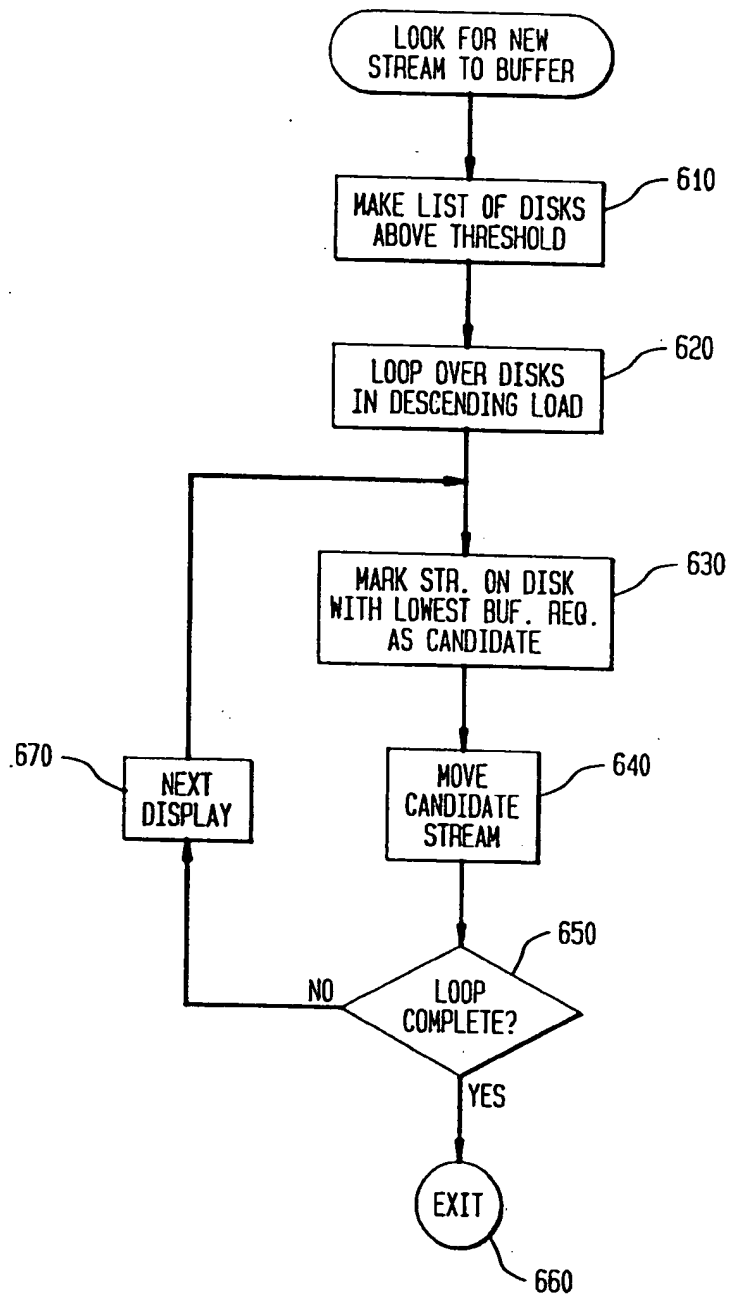 LOOK FOR NEW
STREAM TO BUFFER
610
MAKE LIST OF DISKS
ABOVE THRESHOLD
620
LOOP OVER DISKS
IN DESCENDING LOAD
630
MARK STR. ON DISK
WITH LOWEST BUF. REQ.
AS CANDIDATE
670
NEXT
DISPLAY
640
MOVE
CANDIDATE
STREAM
650
NO
LOOP
COMPLETE?
YES
EXIT
660